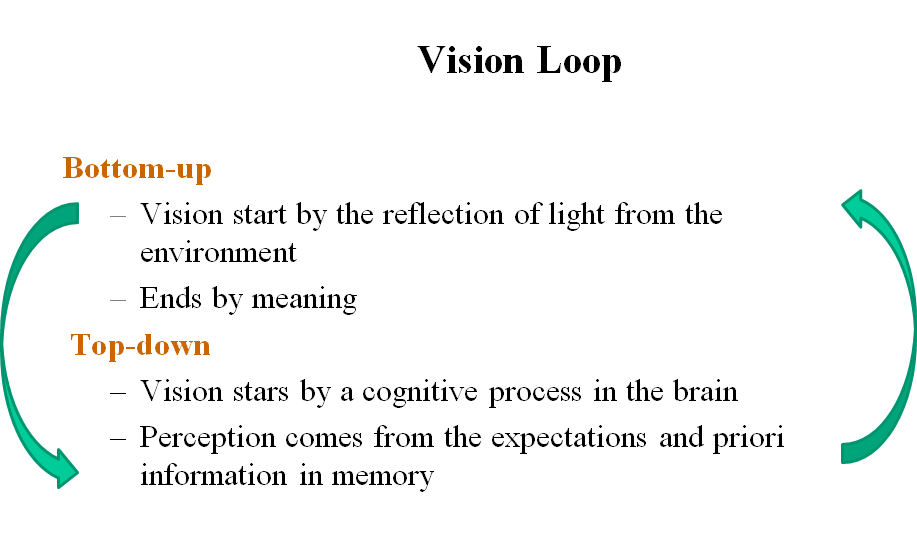 Vision Loop
Bottom-up
– Vision start by the reflection of light from the
environment
– Ends by meaning
Top-down
– Vision stars by a cognitive process in the brain
– Perception comes from the expectations and priori
information in memory